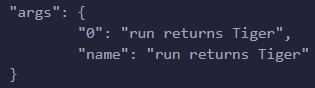 "args": {
"0": "run returns Tiger",
"name": "run returns Tiger"
}